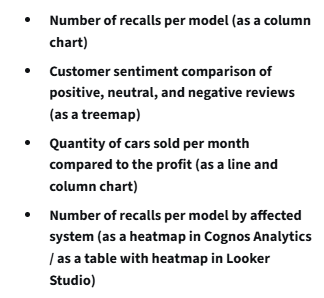 • Number of recalls per model (as a column
chart)
• Customer sentiment comparison of
positive, neutral, and negative reviews
(as a treemap)
• Quantity of cars sold per month
compared to the profit (as a line and
column chart)
• Number of recalls per model by affected
system (as a heatmap in Cognos Analytics
/ as a table with heatmap in Looker
Studio)